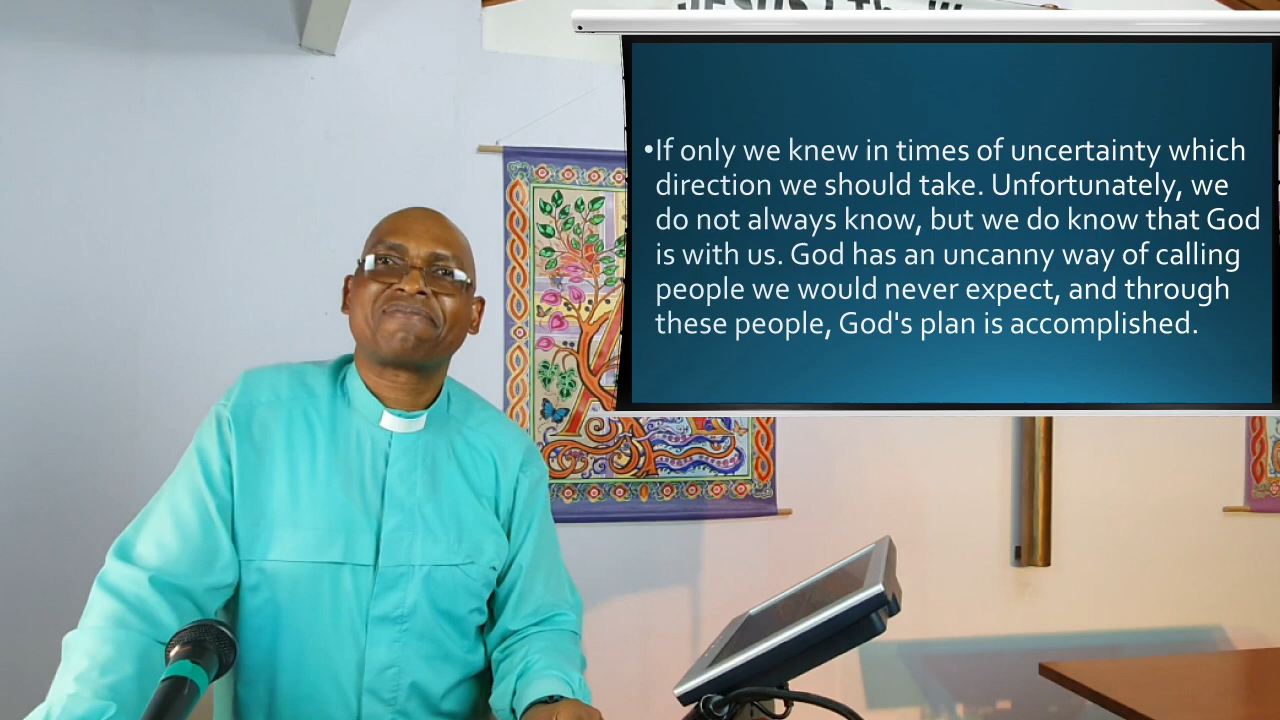 JESUS
•If only we knew in times of uncertainty which
direction we should take. Unfortunately, we
do not always know, but we do know that God
is with us. God has an uncanny way of calling
people we would never expect, and through
these people, God's plan is accomplished.